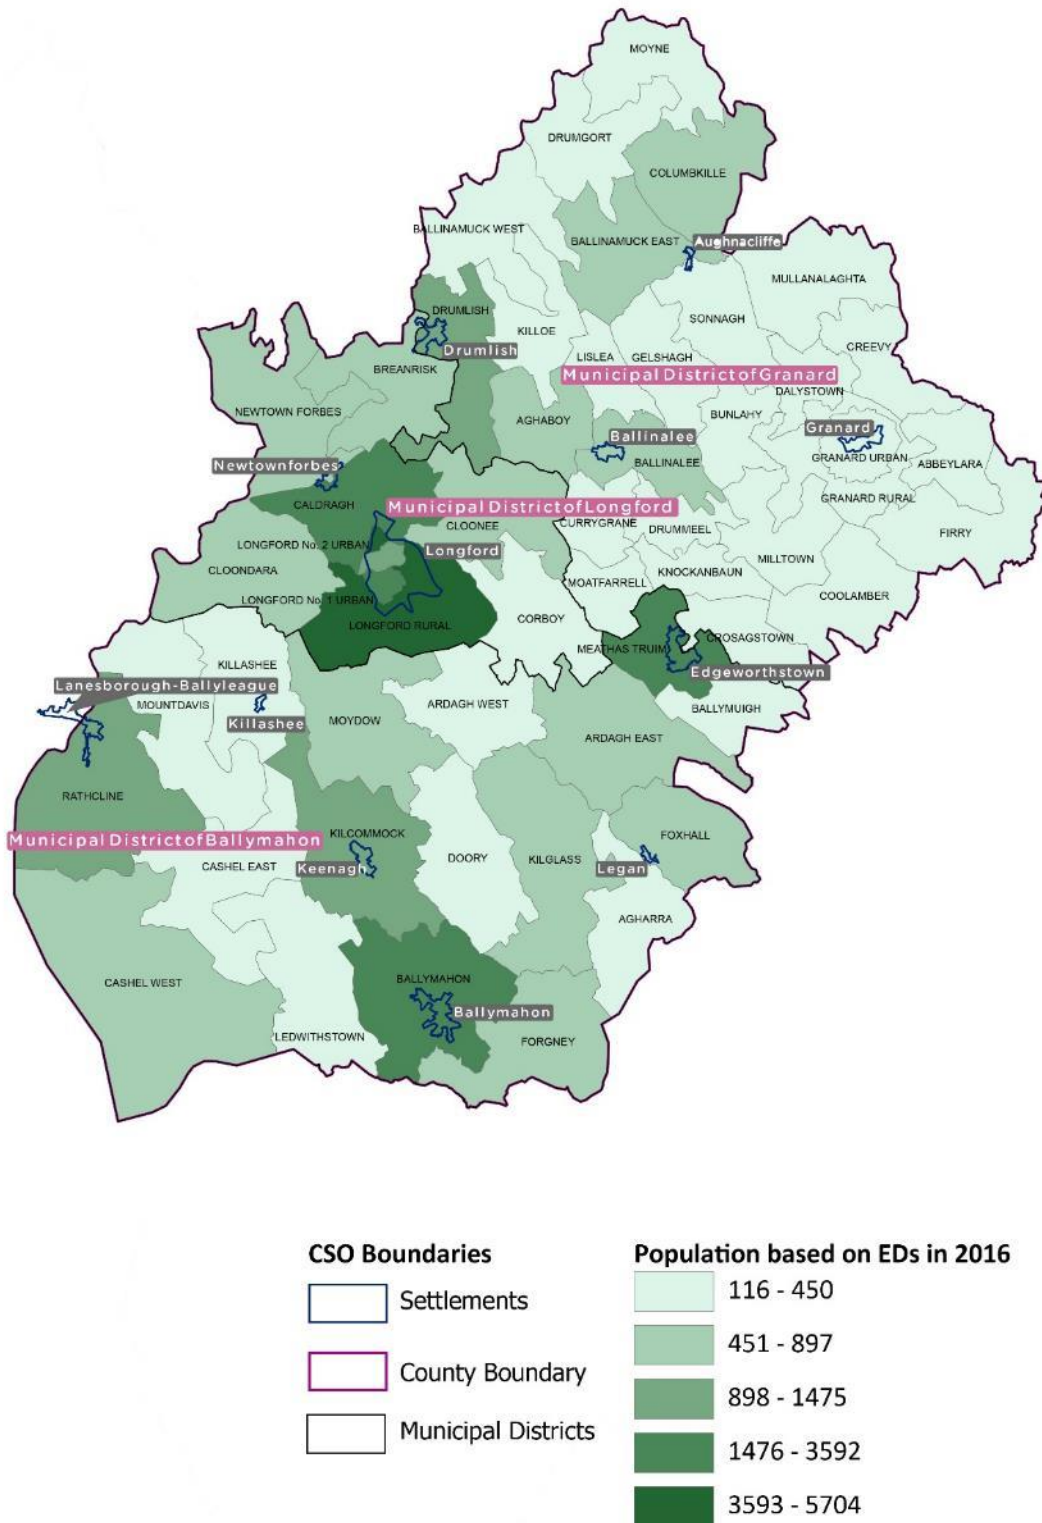 MOYNE
DRUMGORT
COLUMBKILLE
BALLINAMUCK WEST
BALLINAMUCK EAST
Aughnacliffe
MULLANALAGHTA
DRUMLISH
SONNAGH
KILLOE
CREEVY
Drumlish
LISLEA
GELSHAGH
BREANRISK
Municipal District of Granard
DALYSTOWN
NEWTOWN FORBES
AGHABOY
BUNLAHY
Granard
Ballinalee
GRANARD URBAN
Newtownforbes
BALLINALEE
ABBEYLARA
CALDRAGH
Municipal District of Longford
GRANARD RURAL
CLOONEE
CURRYGRANE
DRUMMEEL
FIRRY
LONGFORD No. 2 URBAN
Longford
MILLTOWN
CLOONDARA
KNOCKANBAUN
MOATFARRELL
COOLAMBER
LONGFORD No. 1 URBAN
LONGFORD RURAL
CORBOY
CROSAGSTOWN
MEATHAS TRUIM
KILLASHEE
Edgeworthstown
Lanesborough-Ballyleague
MOUNTDAVIS
ARDAGH WEST
BALLYMUIGH
Killashee
MOYDOW
ARDAGH EAST
RATHCLINE
Municipal District of Ballymahon
KILCOMMOCK
FOXHALL
DOORY
KILGLASS
CASHEL EAST
Keenagh
Legan
AGHARRA
CASHEL WEST
BALLYMAHON
Ballymahon
LEDWITHSTOWN
FORGNEY
CSO Boundaries
Settlements
County Boundary
Municipal Districts
Population based on EDs in 2016
116 - 450
451 - 897
898 - 1475
1476 - 3592
3593 - 5704